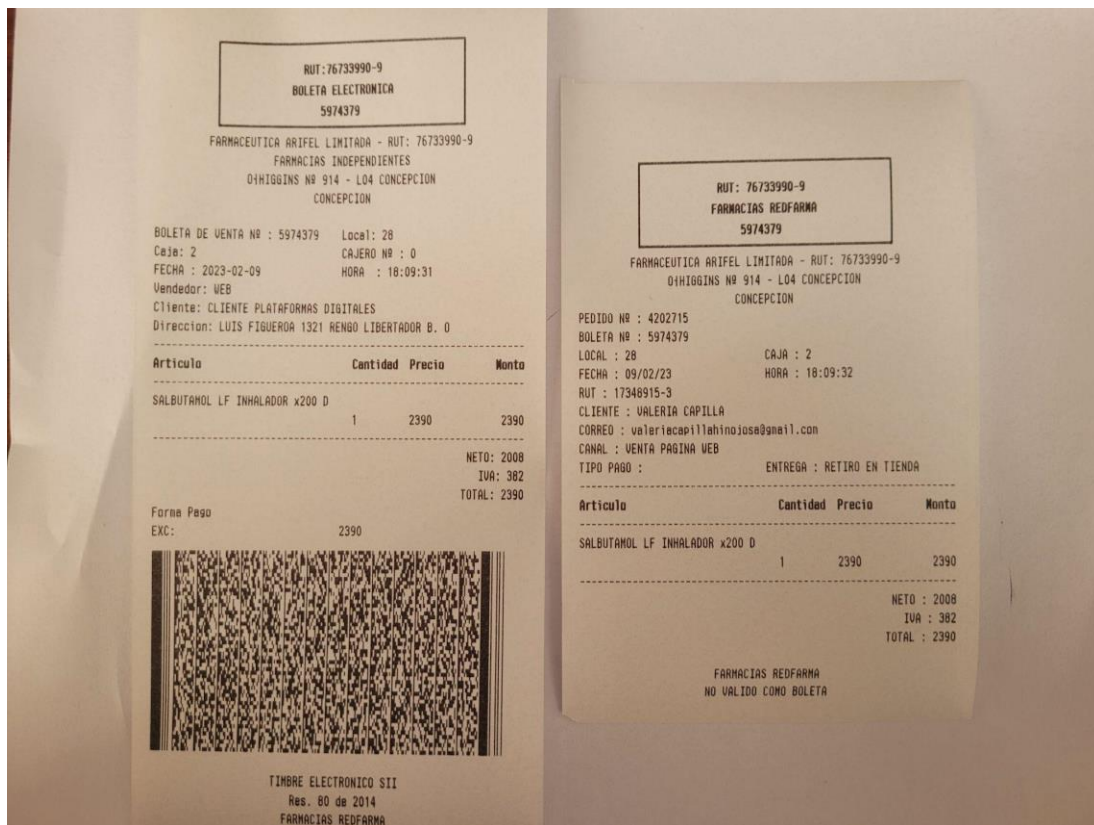 RUT:76733990-9
BOLETA ELECTRONICA
5974379
FARMACEUTICA ARIFEL LIMITADA - RUT: 76733990-9
FARMACIAS INDEPENDIENTES
O┤HIGGINS Nº 914 - L04 CONCEPCION
CONCEPCION
BOLETA DE VENTA Nº : 5974379 Local: 28
Caja: 2 CAJERO Nº : 0
FECHA : 2023-02-09 HORA : 18:09:31
Vendedor: WEB
Cliente: CLIENTE PLATAFORMAS DIGITALES
Direccion: LUIS FIGUEROA 1321 RENGO LIBERTADOR B. O
Articulo Cantidad Precio Monto
SALBUTAMOL LF INHALADOR x200 D
1 2390 2390
NETO: 2008
IVA: 382
TOTAL: 2390
Forma Pago
EXC: 2390
TIMBRE ELECTRONICO SII
Res. 80 de 2014
FARMACIAS REDFARMA
RUT: 76733990-9
FARMACIAS REDFARMA
5974379
FARMACEUTICA ARIFEL LIMITADA - RUT: 76733990-9
O┤HIGGINS Nº 914 - L04 CONCEPCION
CONCEPCION
PEDIDO Nº : 4202715
BOLETA Nº : 5974379
LOCAL : 28 CAJA : 2
FECHA : 09/02/23 HORA : 18:09:32
RUT : 17348915-3
CLIENTE : VALERIA CAPILLA
CORREO : valeriacapillahinojosa@gmail.com
CANAL : VENTA PAGINA WEB
TIPO PAGO : ENTREGA : RETIRO EN TIENDA
Articulo Cantidad Precio Monto
SALBUTAMOL LF INHALADOR x200 D
1 2390 2390
NETO : 2008
IVA : 382
TOTAL : 2390
FARMACIAS REDFARMA
NO VALIDO COMO BOLETA